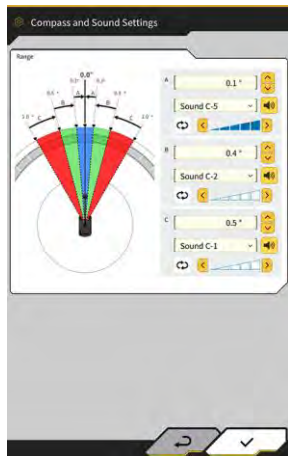 Compass and Sound Settings
Range
0.0°
A
B
C
A
B
C
A
0.1°
Sound C-5
B
0.4°
Sound C-2
C
0.5°
Sound C-1